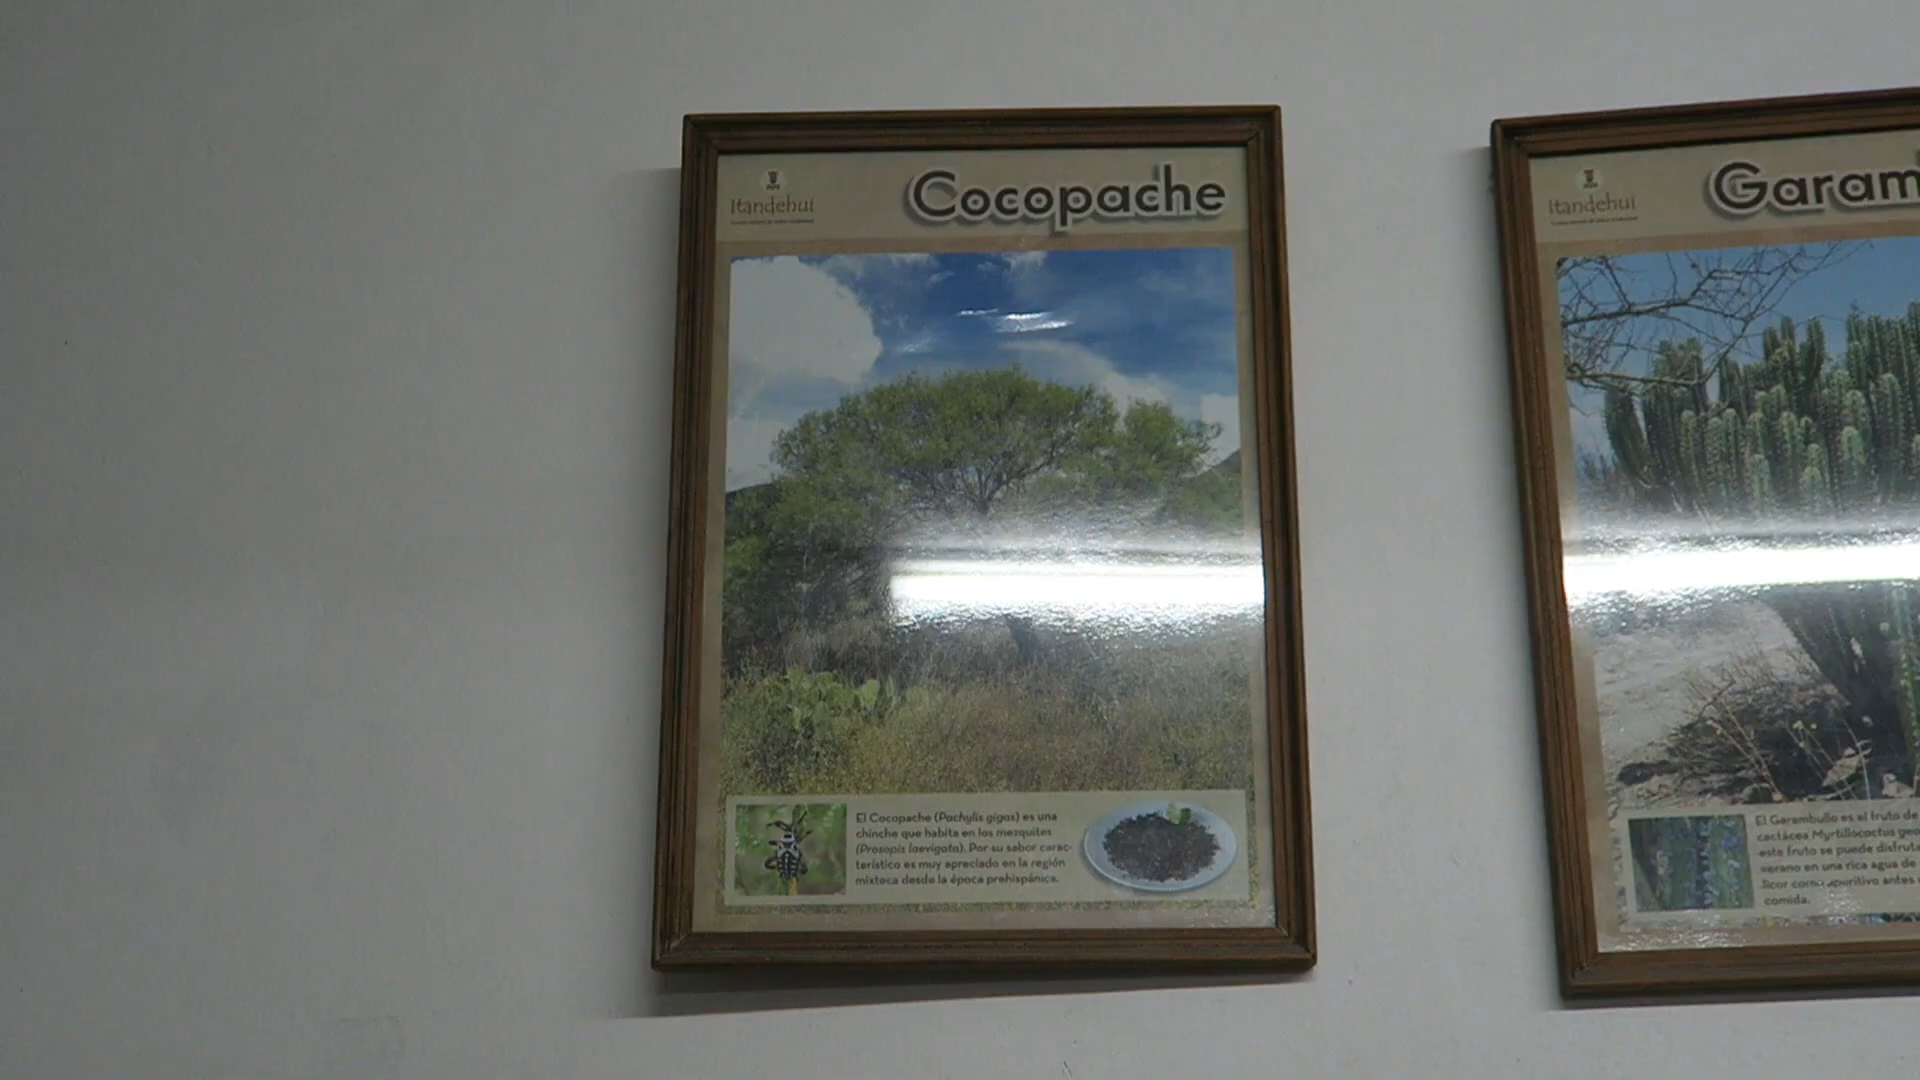 Itandehui
Cocopache
El Cocopache (Pachylis gigas) es una
chinche que habita en los mezquites
(Prosopis laevigata). Por su sabor carac-
terístico es muy apreciado en la región
mixteca desde la época prehispánica.
Itandehui
Garam
El Garambullo es el fruto de
cactácea Myrtillocactus geo
este fruto se puede disfruta
verano en una rica agua de
licor como aperitivo antes
comida.